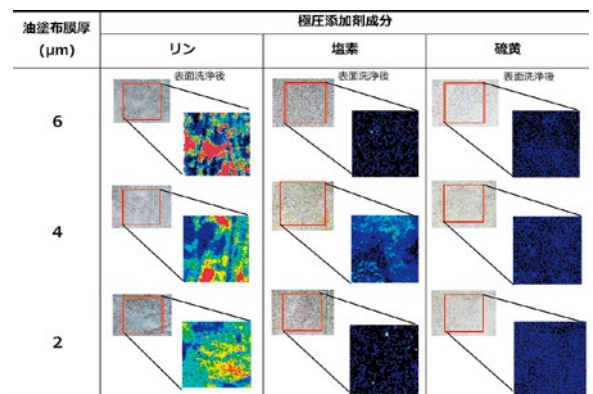 油塗布膜厚
(μm)
極圧添加剤成分
リン
塩素
硫黄
表面洗浄後
表面洗浄後
表面洗浄後
6
4
2